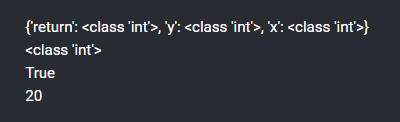 {'return': <class 'int'>, 'y': <class 'int'>, 'x': <class 'int'>}
<class 'int'>
True
20